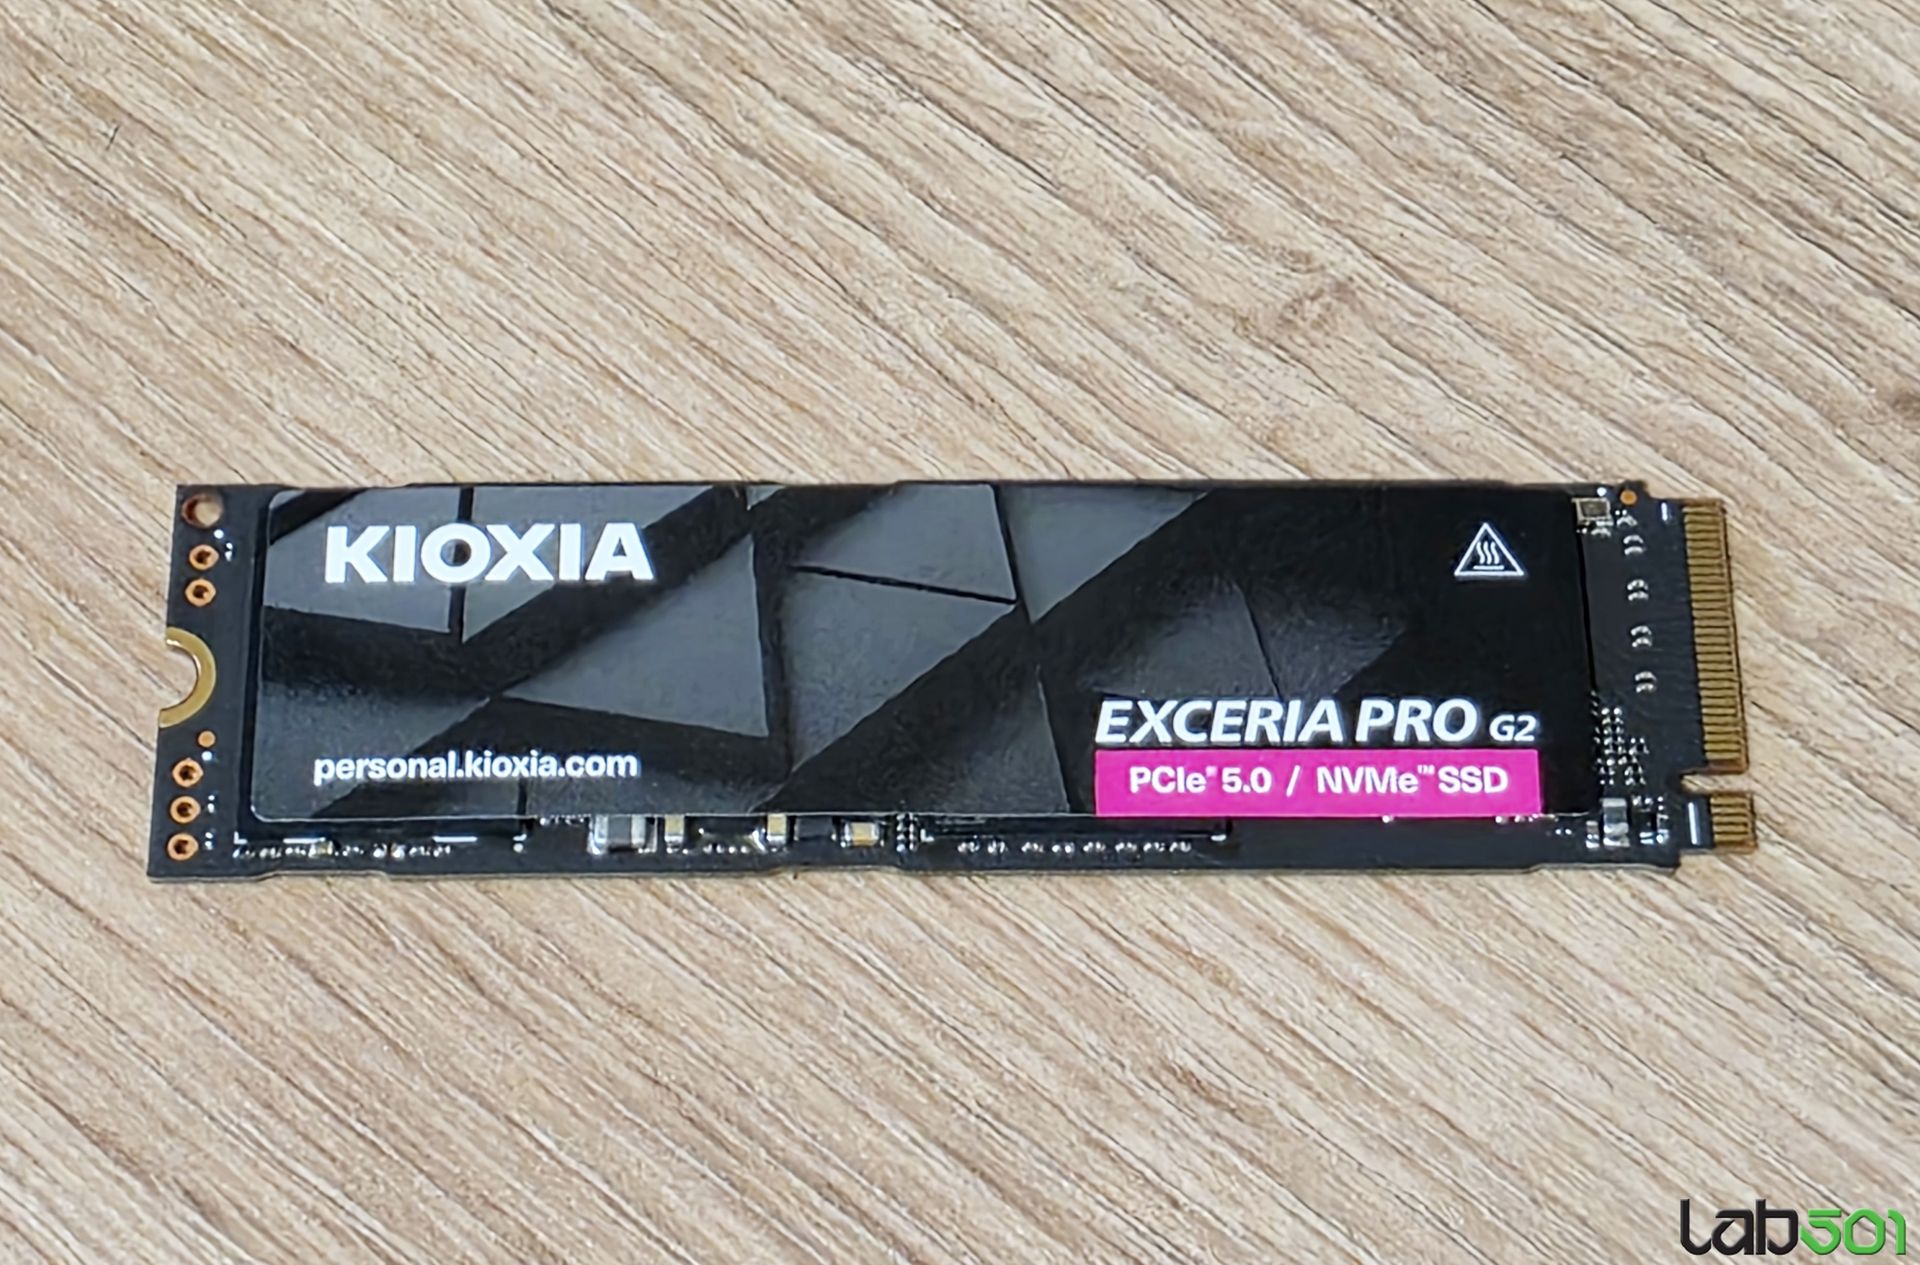 KIOXIA
EXCERIA PRO G2
personal.kioxia.com
PCIe® 5.0 / NVMe™ SSD
Lab501